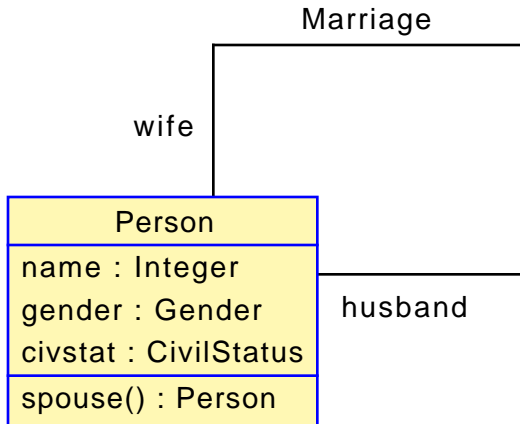 Marriage
wife
Person
name : Integer
gender : Gender
husband
civstat : CivilStatus
spouse() : Person